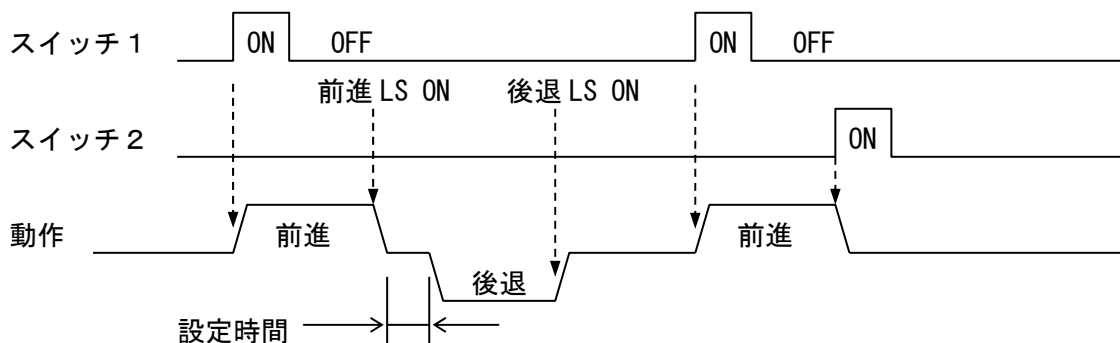 スイッチ１ ON OFF ON OFF
前進 LS ON 後退 LS ON
スイッチ２ ON
動作 前進 前進
後退
設定時間